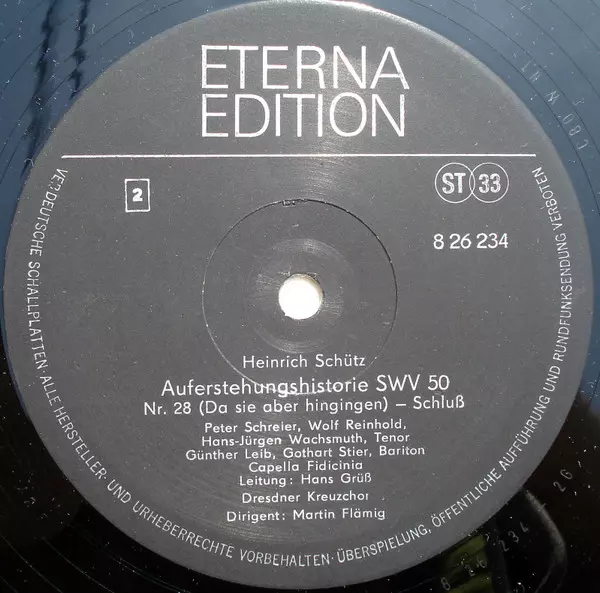 ETERNA
EDITION
2
ST 33
8 26 234
Heinrich Schütz
Auferstehungshistorie SWV 50
Nr. 28 (Da sie aber hingingen) – Schluß
Peter Schreier, Wolf Reinhold,
Hans-Jürgen Wachsmuth, Tenor
Günther Leib, Gothart Stier, Bariton
Capella Fidicinia
Leitung: Hans Grüß
Dresdner Kreuzchor
Dirigent: Martin Flämig
VEB DEUTSCHE SCHALLPLATTEN · ALLE HERSTELLER- UND URHEBERRECHTE VORBEHALTEN · ÜBERSPIELUNG, ÖFFENTLICHE AUFFÜHRUNG UND RUNDFUNKSENDUNG VERBOTEN